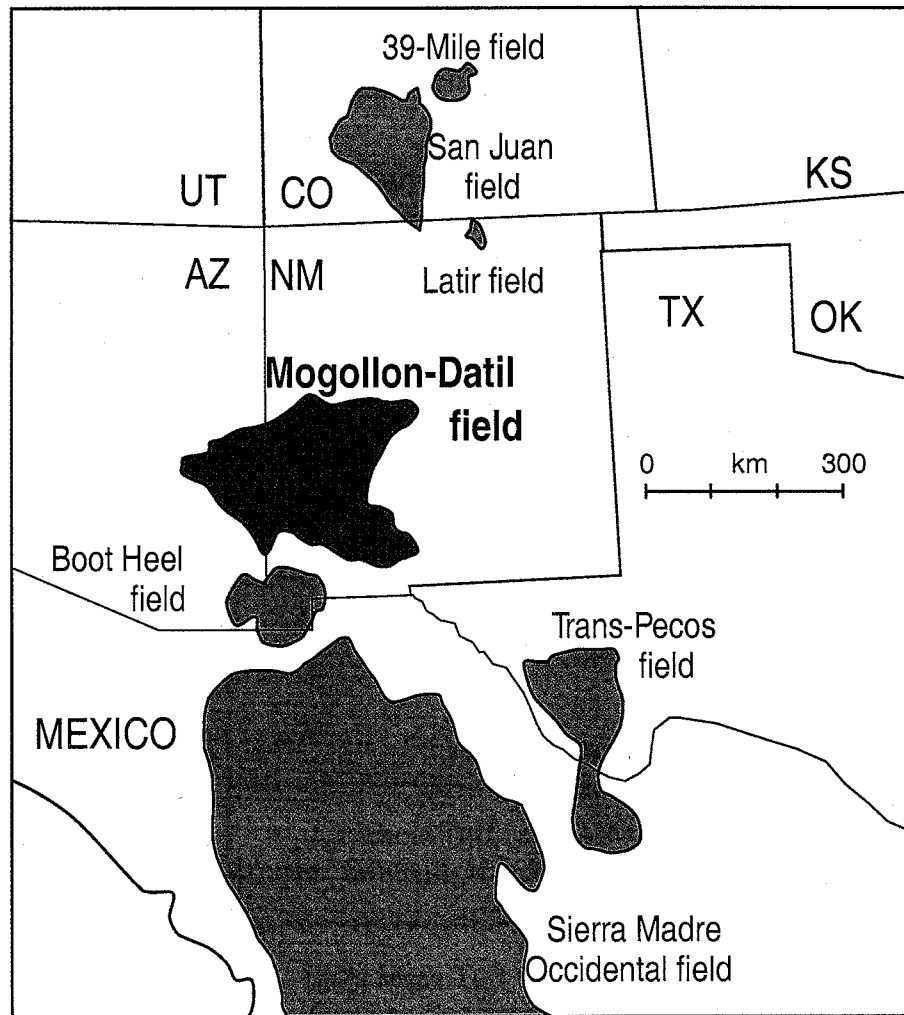 39-Mile field
San Juan
field
UT
CO
KS
AZ
NM
Latir field
TX
OK
Mogollon-Datil
field
0 km 300
Boot Heel
field
Trans-Pecos
field
MEXICO
Sierra Madre
Occidental field